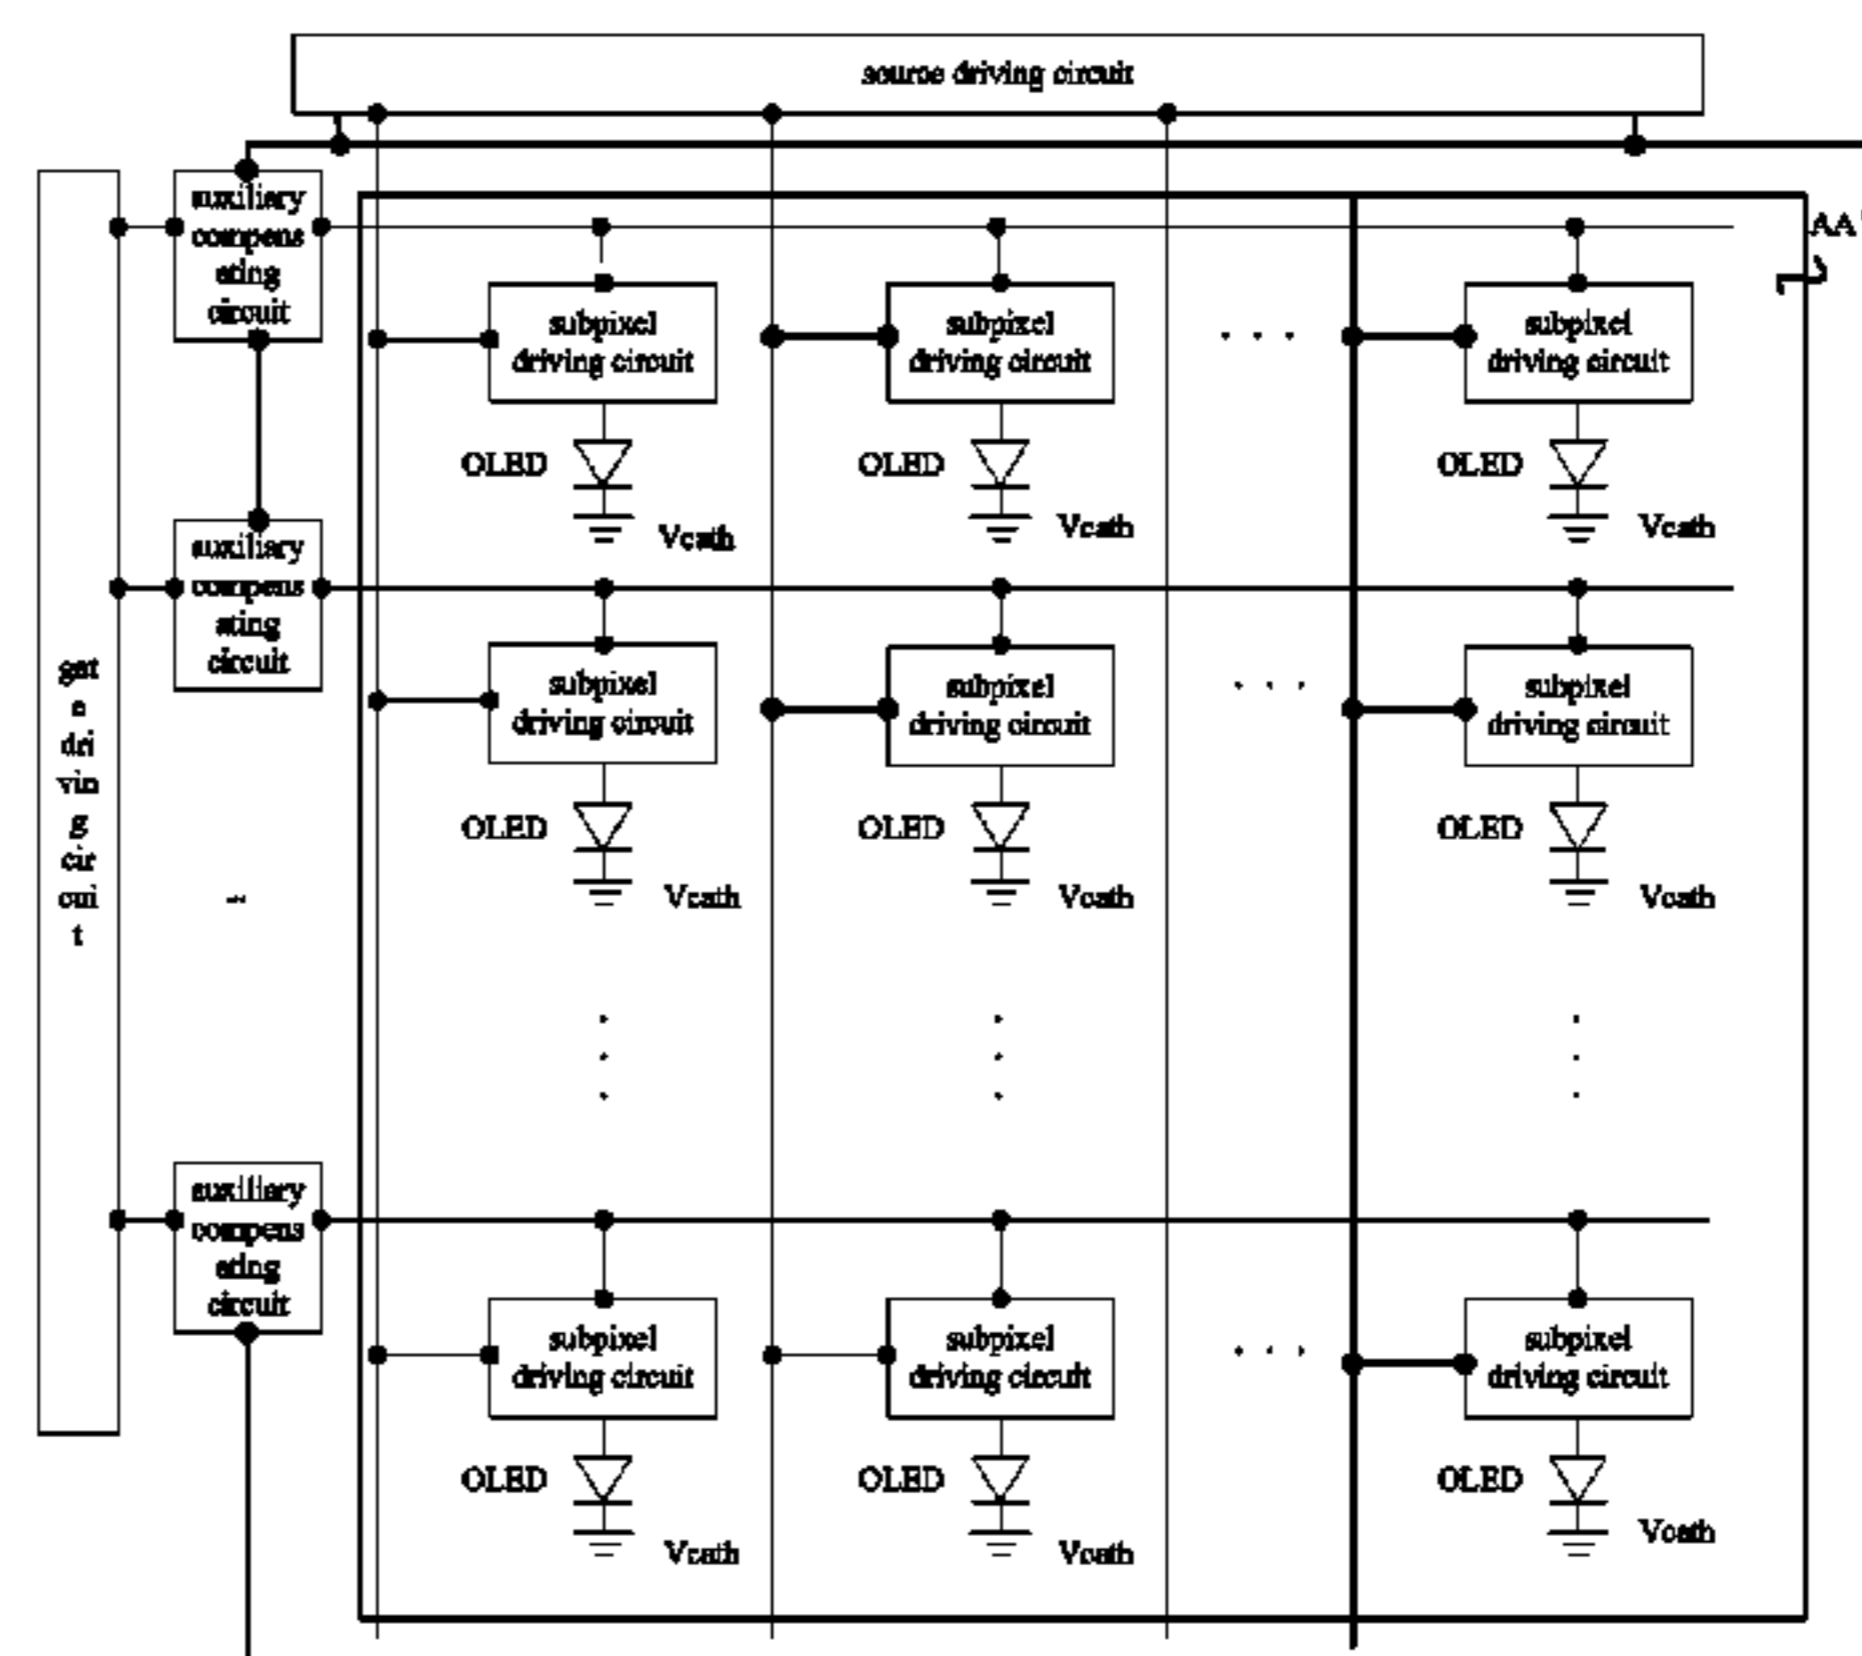 source driving circuit
AA
auxiliary
compens
ating
circuit
subpixel
driving circuit
subpixel
driving circuit
. . .
subpixel
driving circuit
OLED
OLED
OLED
Vcath
Vcath
Vcath
auxiliary
compens
ating
circuit
gat
e
dri
vin
g
cir
cui
t
subpixel
driving circuit
subpixel
driving circuit
. . .
subpixel
driving circuit
OLED
OLED
OLED
Vcath
Vcath
Vcath
auxiliary
compens
ating
circuit
subpixel
driving circuit
subpixel
driving circuit
. . .
subpixel
driving circuit
OLED
OLED
OLED
Vcath
Vcath
Vcath